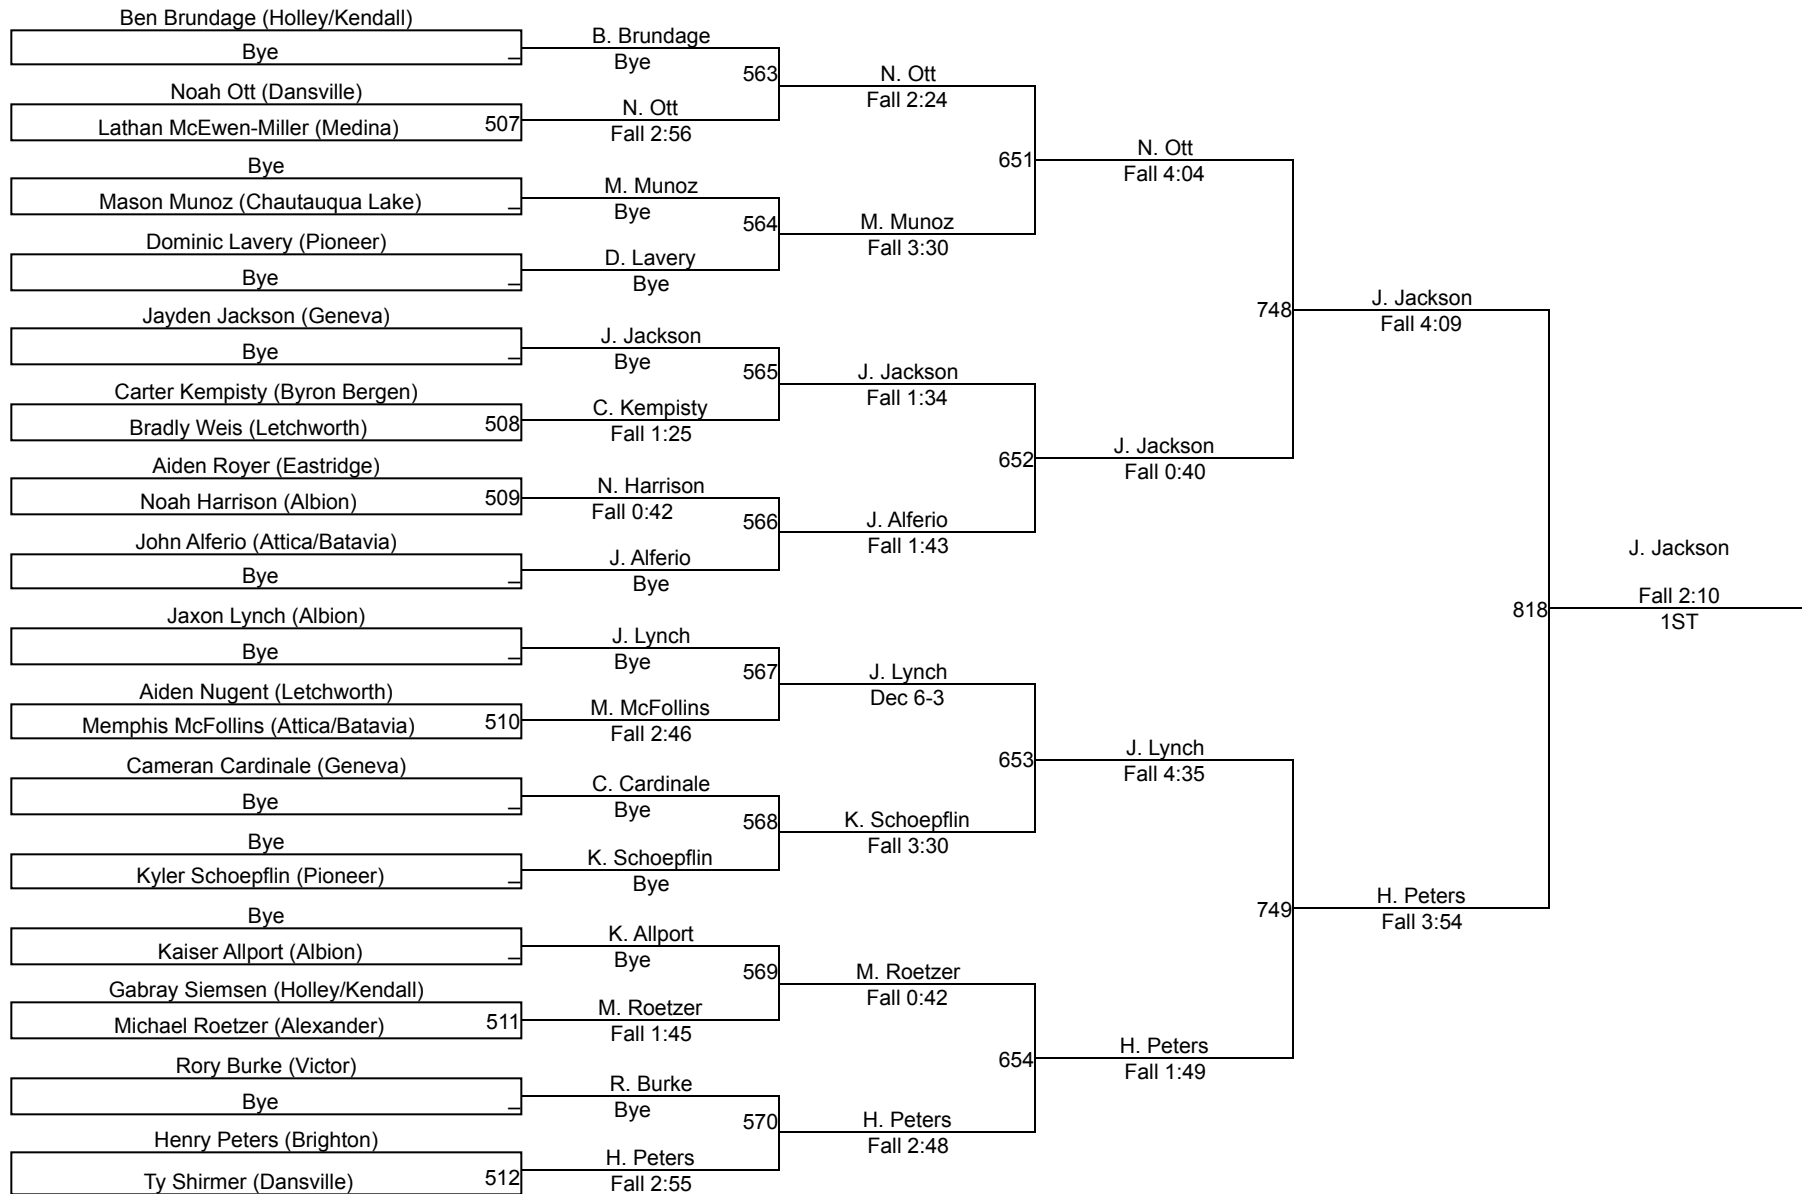 Ben Brundage (Holley/Kendall)
Bye _
Noah Ott (Dansville)
Lathan McEwen-Miller (Medina) 507
Bye
Mason Munoz (Chautauqua Lake) _
Dominic Lavery (Pioneer)
Bye _
Jayden Jackson (Geneva)
Bye _
Carter Kempisty (Byron Bergen)
Bradly Weis (Letchworth) 508
Aiden Royer (Eastridge)
Noah Harrison (Albion) 509
John Alferio (Attica/Batavia)
Bye _
Jaxon Lynch (Albion)
Bye _
Aiden Nugent (Letchworth)
Memphis McFollins (Attica/Batavia) 510
Cameran Cardinale (Geneva)
Bye _
Bye
Kyler Schoepflin (Pioneer) _
Bye
Kaiser Allport (Albion) _
Gabray Siemsen (Holley/Kendall)
Michael Roetzer (Alexander) 511
Rory Burke (Victor)
Bye _
Henry Peters (Brighton)
Ty Shirmer (Dansville) 512
B. Brundage
Bye
563
N. Ott
Fall 2:56
M. Munoz
Bye
564
D. Lavery
Bye
J. Jackson
Bye
565
C. Kempisty
Fall 1:25
N. Harrison
Fall 0:42
566
J. Alferio
Bye
J. Lynch
Bye
567
M. McFollins
Fall 2:46
C. Cardinale
Bye
568
K. Schoepflin
Bye
K. Allport
Bye
569
M. Roetzer
Fall 1:45
R. Burke
Bye
570
H. Peters
Fall 2:55
N. Ott
Fall 2:24
651
M. Munoz
Fall 3:30
J. Jackson
Fall 1:34
652
J. Alferio
Fall 1:43
J. Lynch
Dec 6-3
653
K. Schoepflin
Fall 3:30
M. Roetzer
Fall 0:42
654
H. Peters
Fall 2:48
N. Ott
Fall 4:04
748
J. Jackson
Fall 0:40
J. Lynch
Fall 4:35
749
H. Peters
Fall 1:49
J. Jackson
Fall 4:09
818
H. Peters
Fall 3:54
J. Jackson
Fall 2:10
1ST